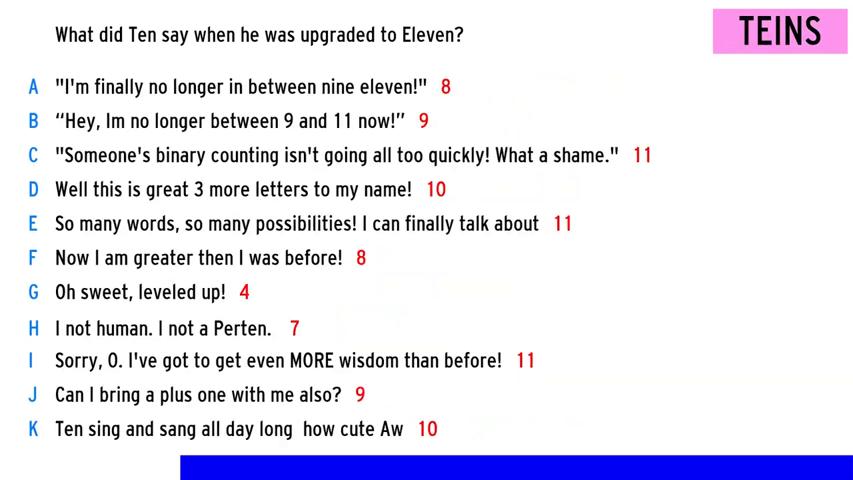 What did Ten say when he was upgraded to Eleven?
TEINS
A "I'm finally no longer in between nine eleven!" 8
B “Hey, Im no longer between 9 and 11 now!” 9
C "Someone's binary counting isn't going all too quickly! What a shame." 11
D Well this is great 3 more letters to my name! 10
E So many words, so many possibilities! I can finally talk about 11
F Now I am greater then I was before! 8
G Oh sweet, leveled up! 4
H I not human. I not a Perten. 7
I Sorry, 0. I've got to get even MORE wisdom than before! 11
J Can I bring a plus one with me also? 9
K Ten sing and sang all day long how cute Aw 10